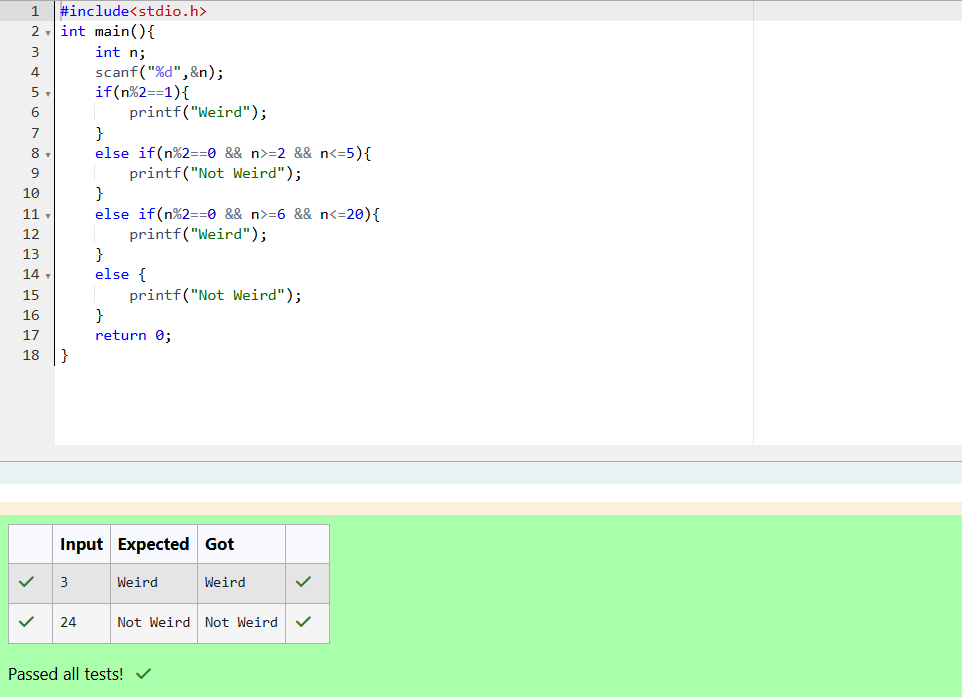 1 #include<stdio.h>
2 int main(){
3     int n;
4     scanf("%d",&n);
5     if(n%2==1){
6         printf("Weird");
7     }
8     else if(n%2==0 && n>=2 && n<=5){
9         printf("Not Weird");
10     }
11     else if(n%2==0 && n>=6 && n<=20){
12         printf("Weird");
13     }
14     else {
15         printf("Not Weird");
16     }
17     return 0;
18 }
Input Expected Got
3 Weird Weird
24 Not Weird Not Weird
Passed all tests!